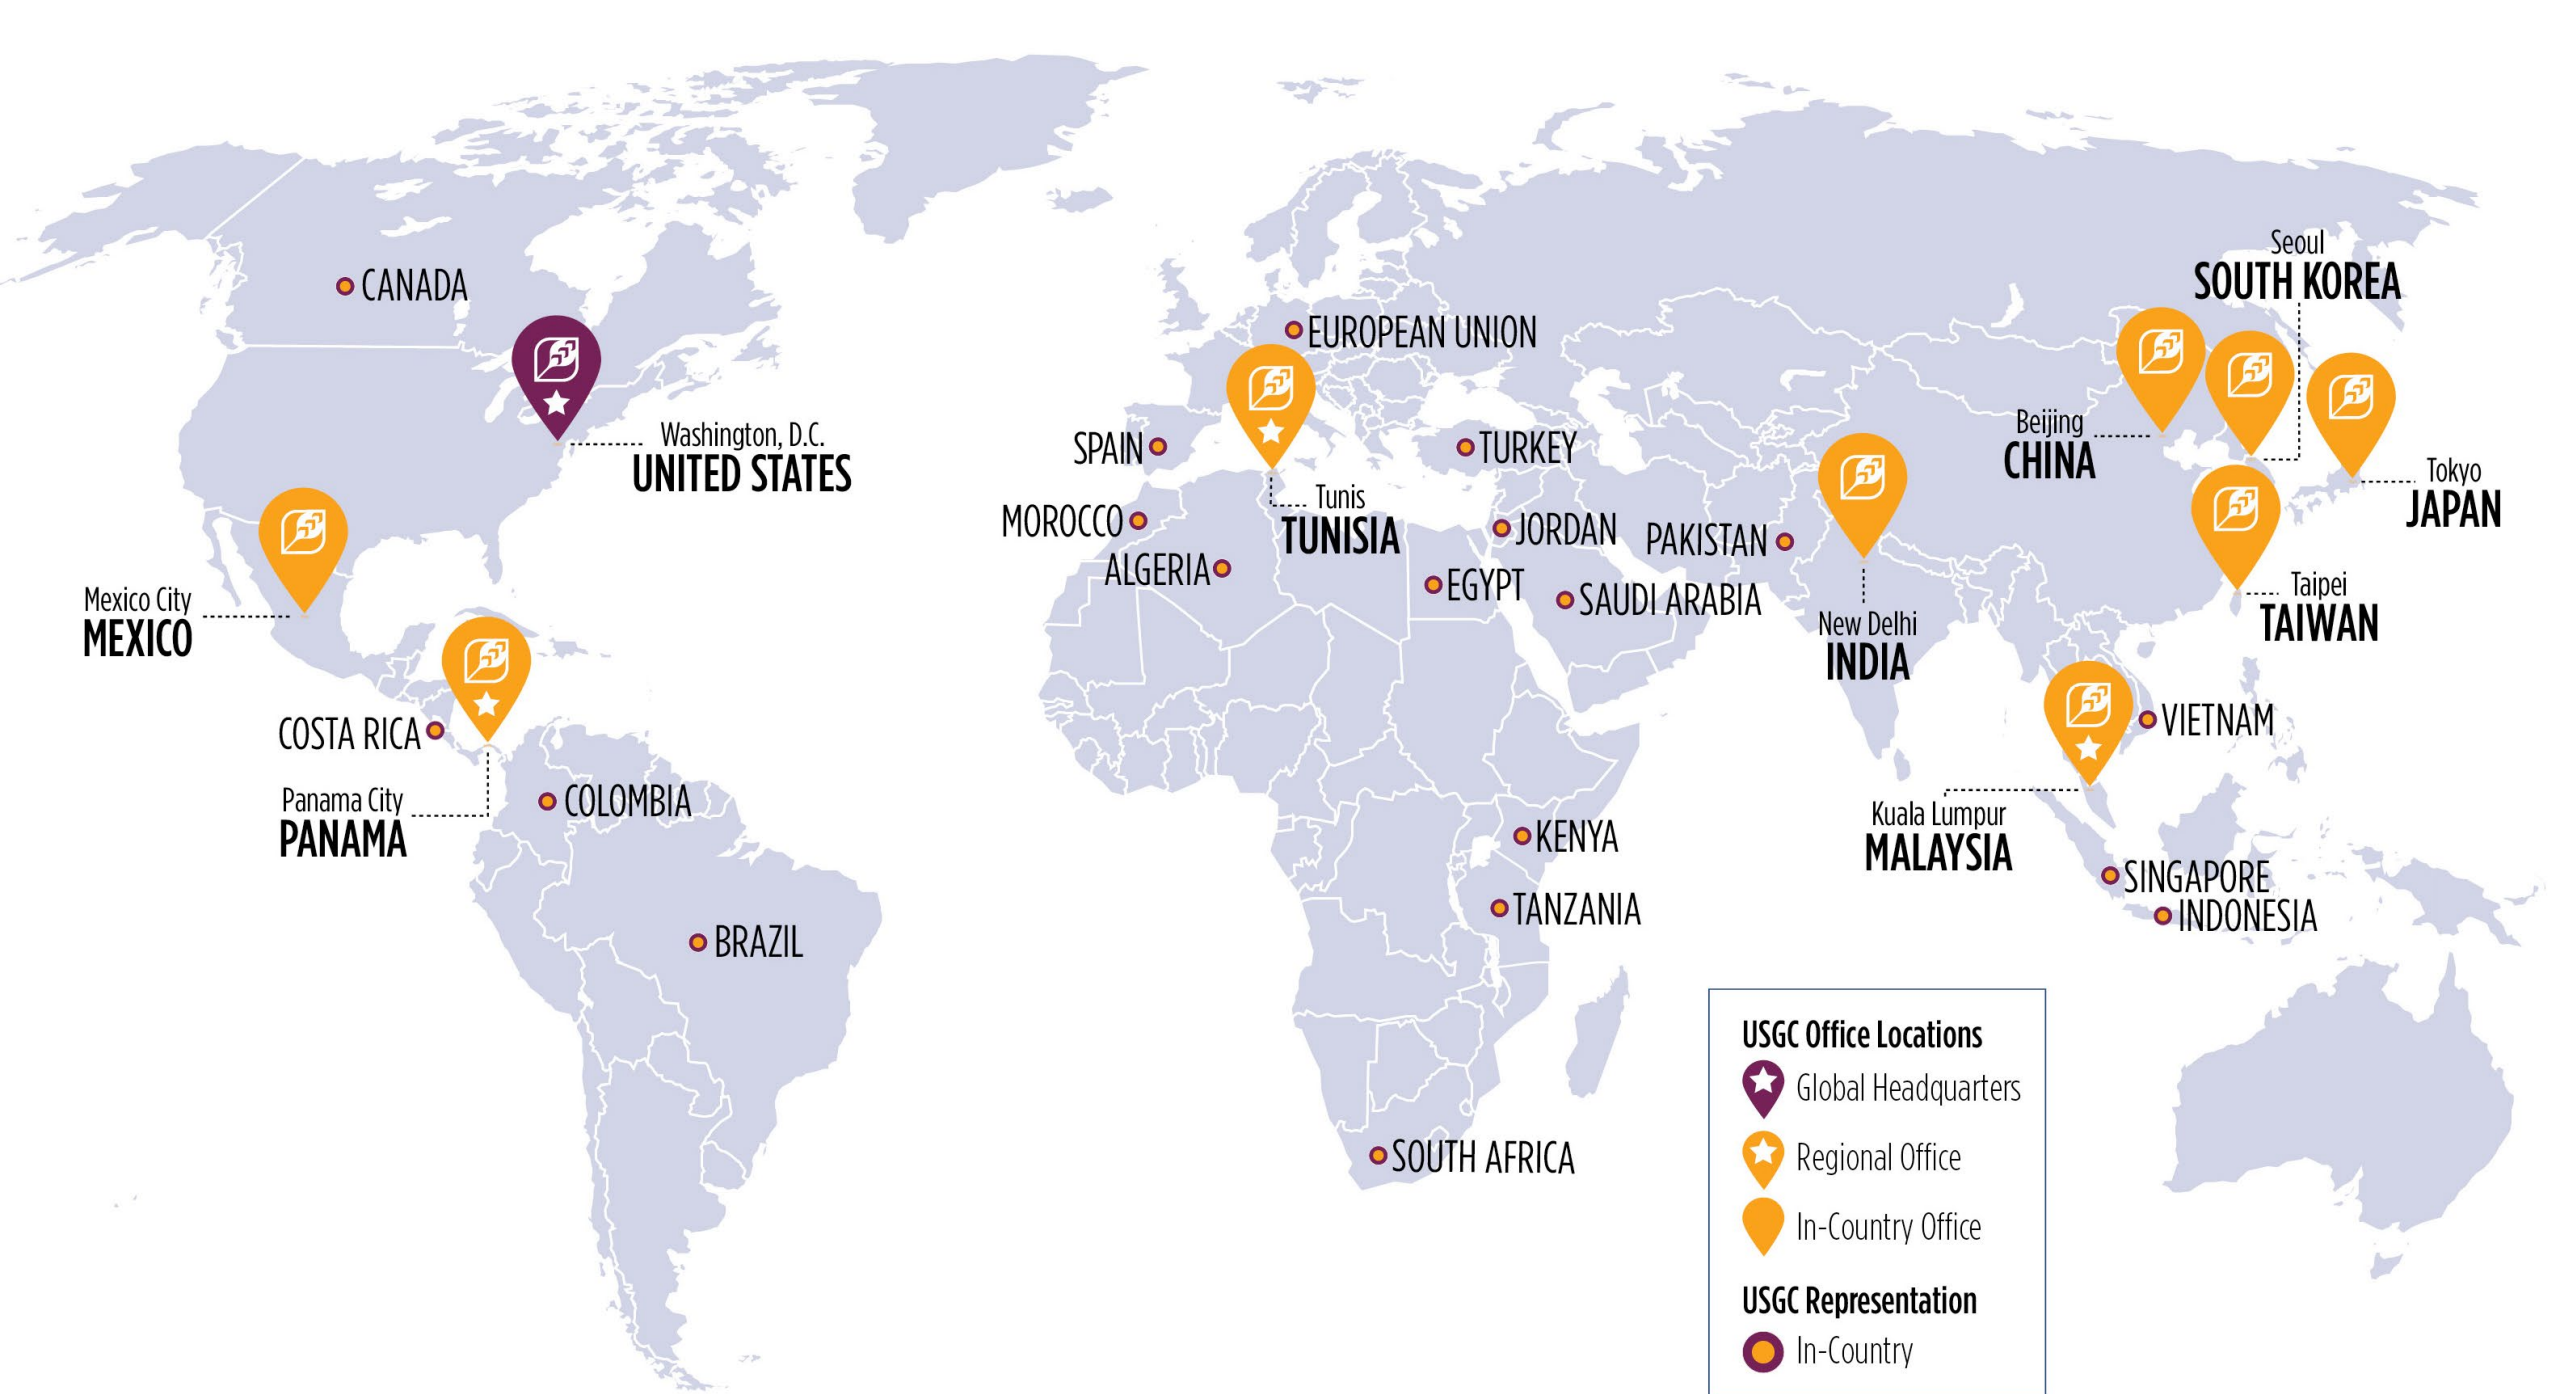 CANADA
Washington, D.C.
UNITED STATES
Mexico City
MEXICO
COSTA RICA
Panama City
PANAMA
COLOMBIA
BRAZIL
EUROPEAN UNION
SPAIN
TURKEY
MOROCCO
Tunis
TUNISIA
ALGERIA
JORDAN
PAKISTAN
EGYPT
SAUDI ARABIA
KENYA
TANZANIA
SOUTH AFRICA
New Delhi
INDIA
Seoul
SOUTH KOREA
Beijing
CHINA
Tokyo
JAPAN
Taipei
TAIWAN
VIETNAM
Kuala Lumpur
MALAYSIA
SINGAPORE
INDONESIA
USGC Office Locations
Global Headquarters
Regional Office
In-Country Office
USGC Representation
In-Country